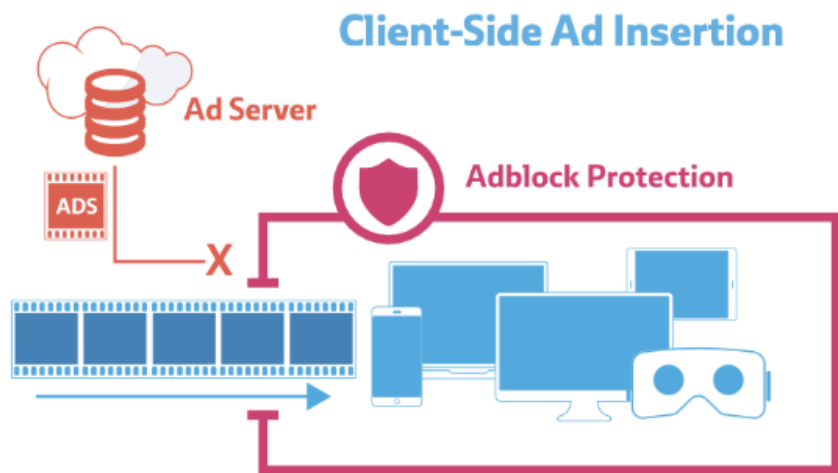 Client-Side Ad Insertion
Ad Server
Adblock Protection
ADS
X